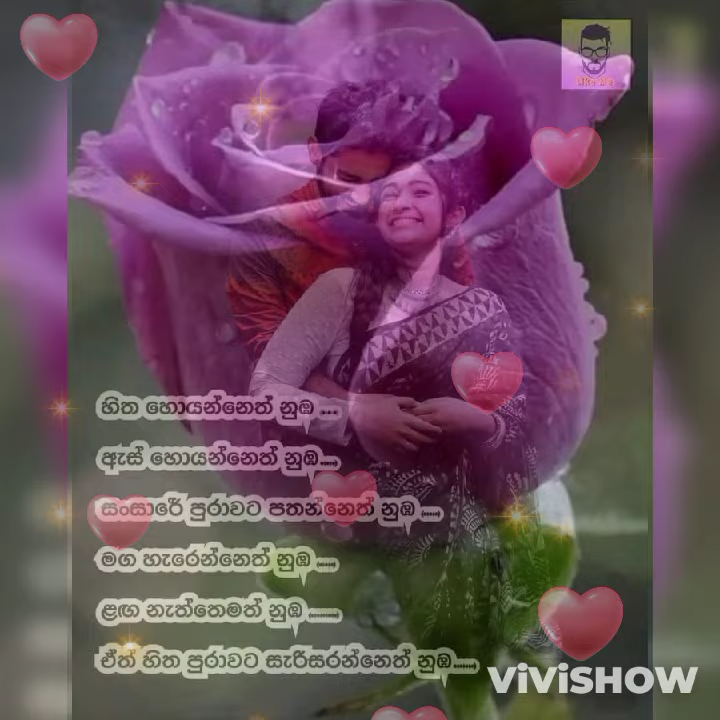 හිත හොයන්නෙත් නුඹ ...
ඇස් හොයන්නෙත් නුඹ.....
සංසාරේ පුරාවට පතන්නෙත් නුඹ .....
මග හැරෙන්නෙත් නුඹ .....
ළඟ නැත්තෙමත් නුඹ ........
ඒත් හිත පුරාවට සැරිසරන්නෙත් නුඹ......
ViViSHOW